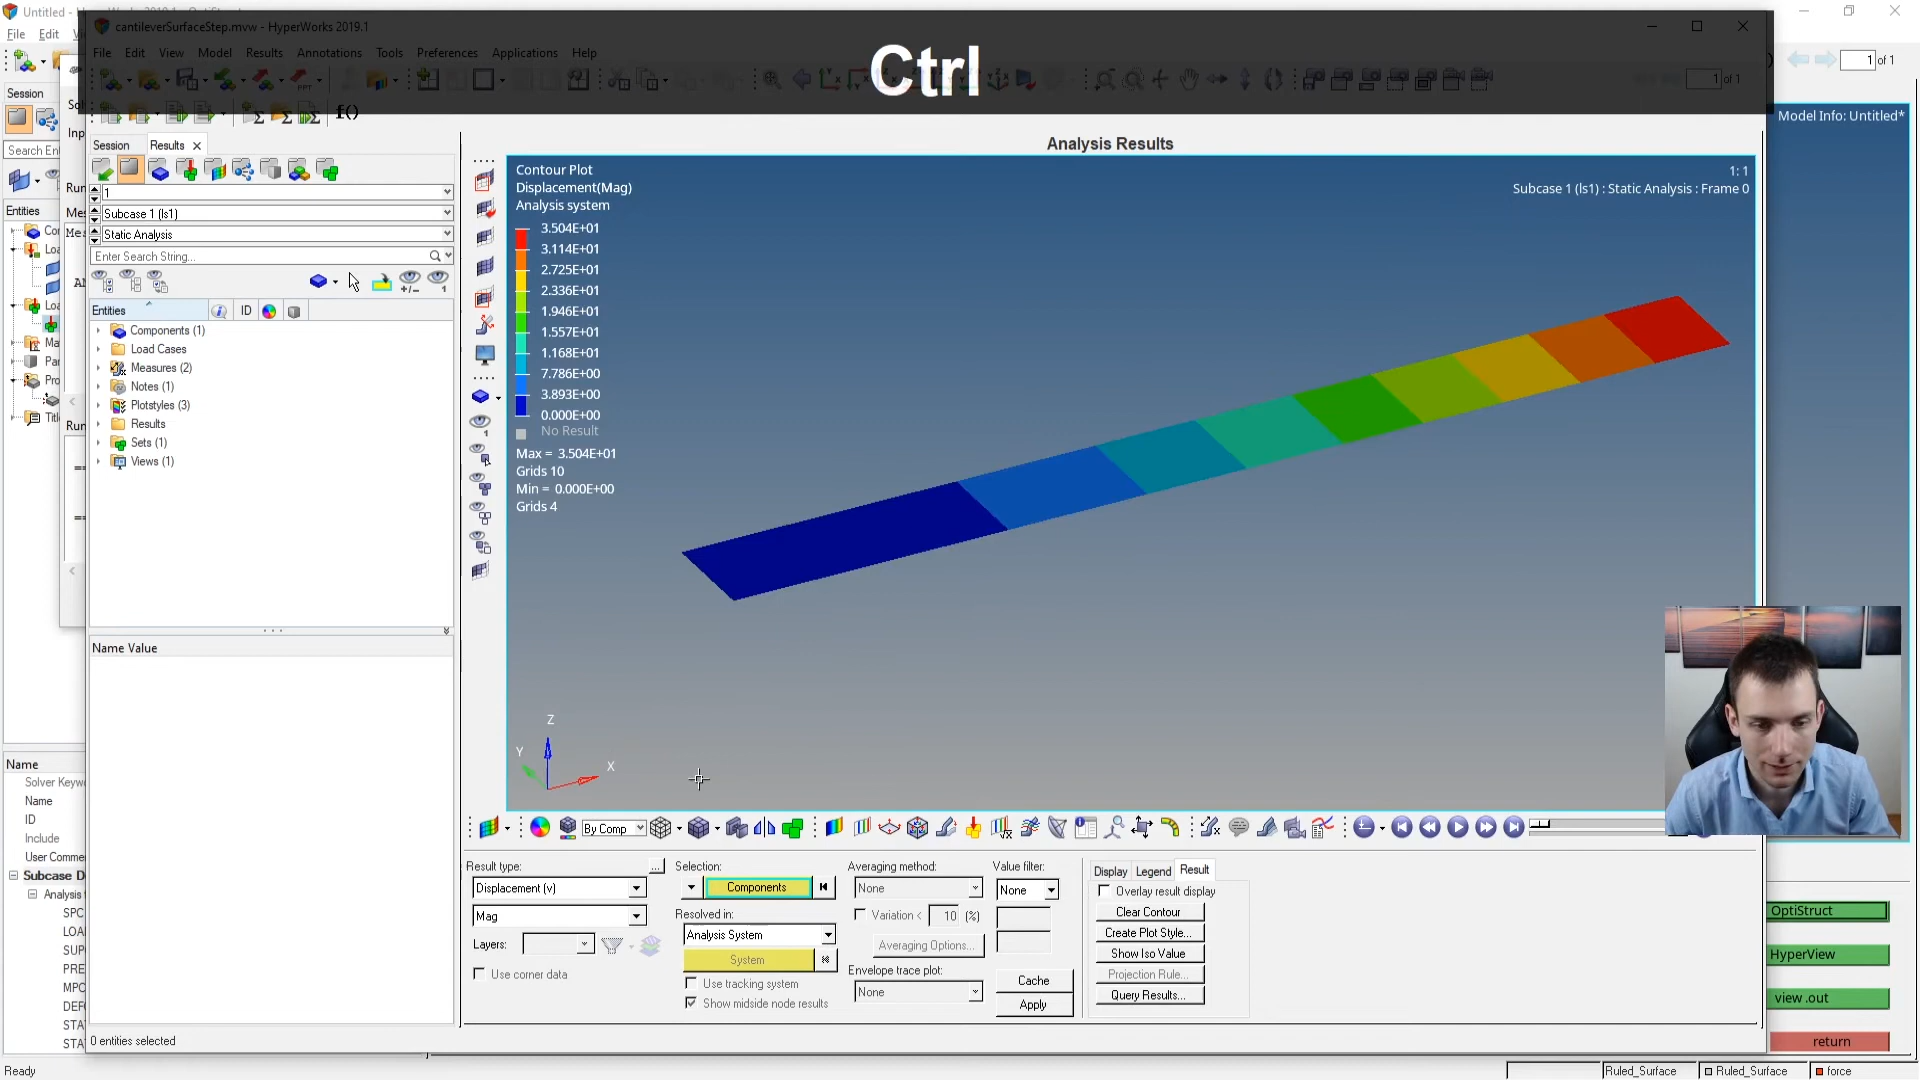 Untitled -
cantileverSurfaceStep.mvw - HyperWorks 2019.1
File Edit
File Edit View Model Results Annotations Tools Preferences Applications Help
Ctrl
1 of 1
1 of 1
Session
f()
Model Info: Untitled*
Session Results
Analysis Results
Search En
1
Subcase 1 (ls1)
Static Analysis
Enter Search String...
Entities
Entities ID
Components (1)
Load Cases
Measures (2)
Notes (1)
Plotstyles (3)
Results
Sets (1)
Views (1)
Contour Plot
Displacement(Mag)
Analysis system
3.504E+01
3.114E+01
2.725E+01
2.336E+01
1.946E+01
1.557E+01
1.168E+01
7.786E+00
3.893E+00
0.000E+00
No Result
Max = 3.504E+01
Grids 10
Min = 0.000E+00
Grids 4
1: 1
Subcase 1 (ls1) : Static Analysis : Frame 0
Z
Y
X
Name Value
Name
Solver Keyw
Name
ID
Include
User Comme
Subcase D
Analysis
SPC
LOA
SUP
PRE
MPC
DEF
STA
STA
By Comp
Result type:
Displacement (v)
Mag
Layers:
Use corner data
Selection:
Components
Resolved in:
Analysis System
System
Use tracking system
Show midside node results
Averaging method:
None
Variation < 10 (%)
Averaging Options...
Envelope trace plot:
None
Value filter:
None
Cache
Apply
Display Legend Result
Overlay result display
Clear Contour
Create Plot Style...
Show Iso Value
Projection Rule...
Query Results...
OptiStruct
HyperView
view .out
return
0 entities selected
Ready
Ruled_Surface
Ruled_Surface
force